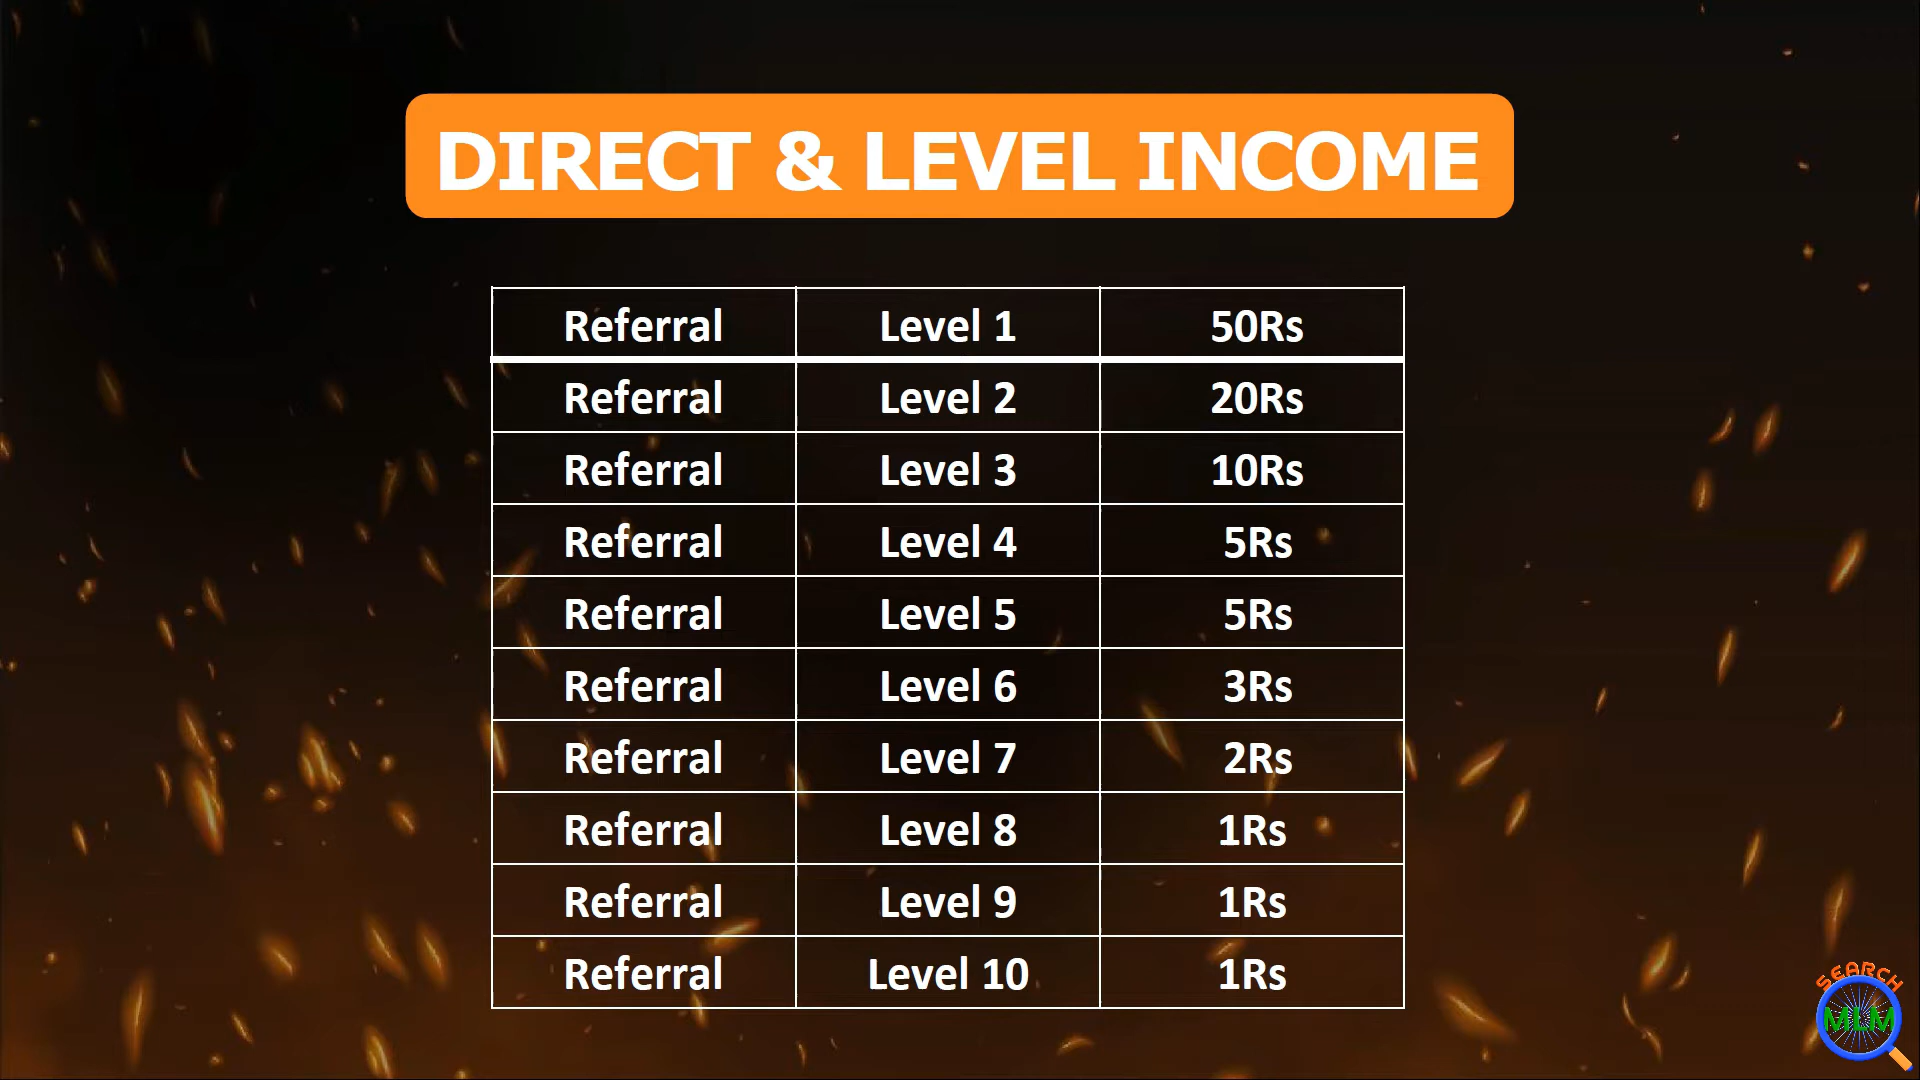 DIRECT & LEVEL INCOME
Referral Level 1 50Rs
Referral Level 2 20Rs
Referral Level 3 10Rs
Referral Level 4 5Rs
Referral Level 5 5Rs
Referral Level 6 3Rs
Referral Level 7 2Rs
Referral Level 8 1Rs
Referral Level 9 1Rs
Referral Level 10 1Rs
SEARCH
MLM